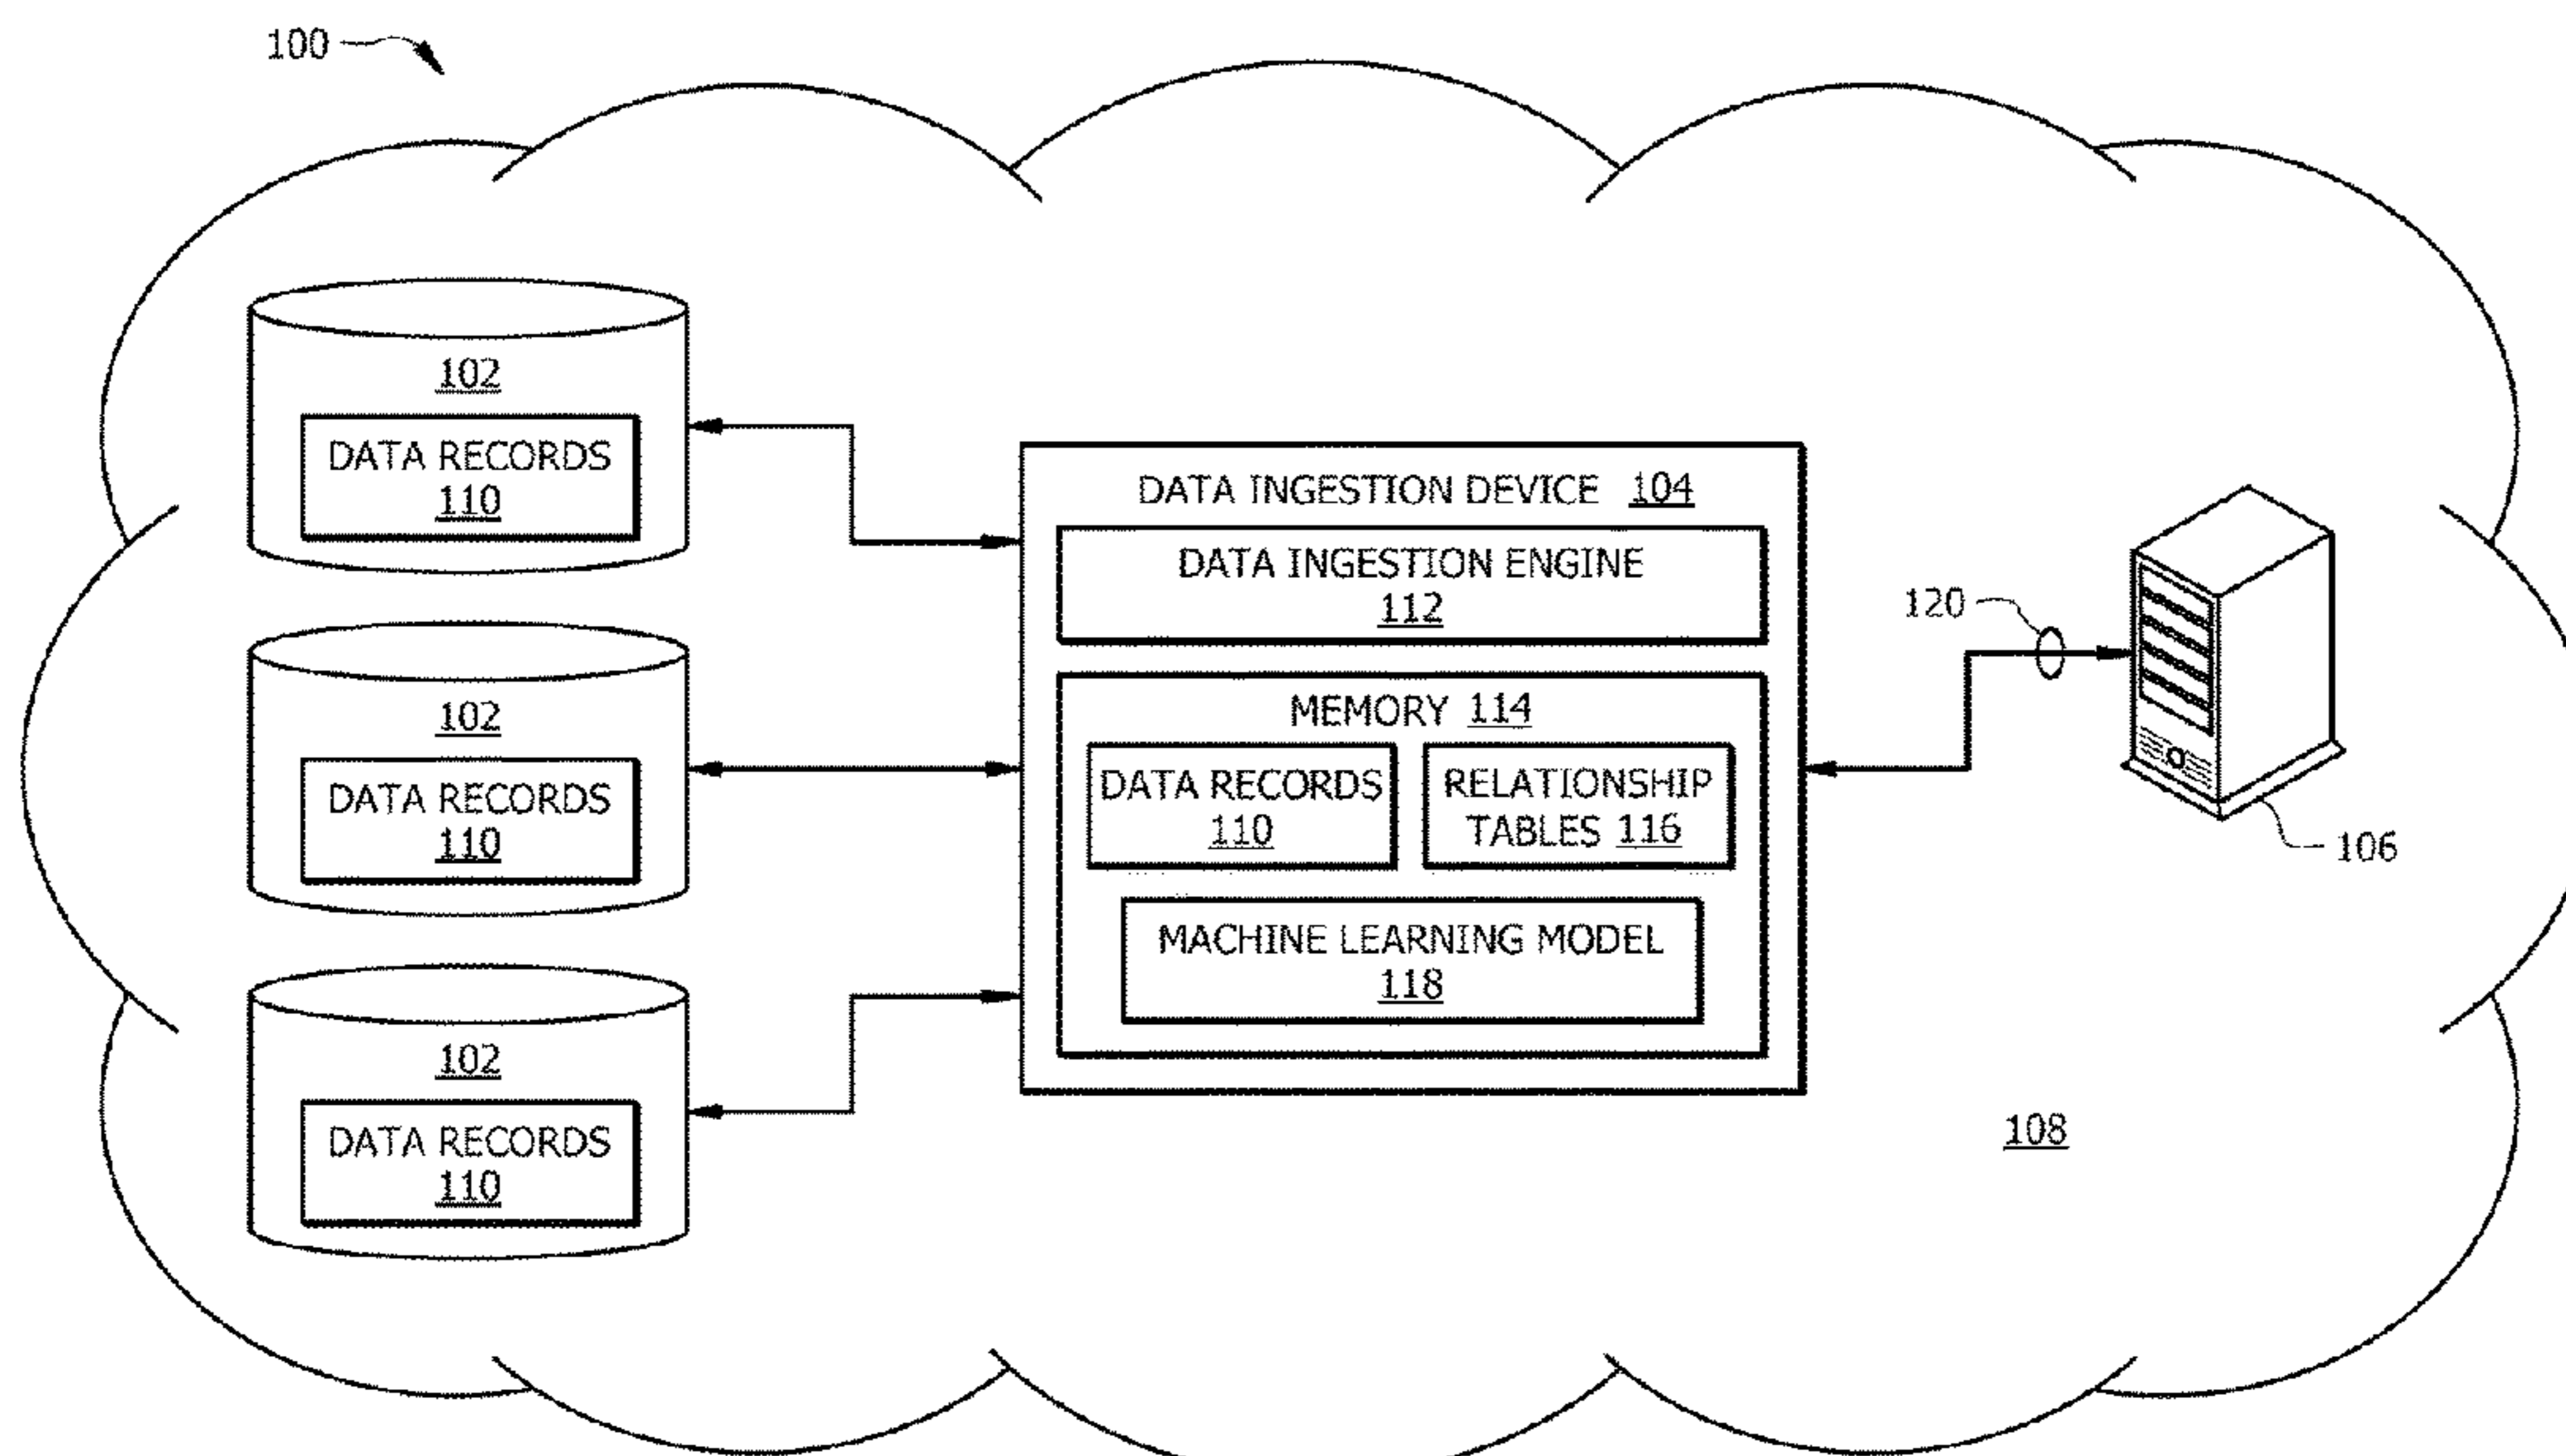 100
102
DATA RECORDS
110
102
DATA RECORDS
110
102
DATA RECORDS
110
DATA INGESTION DEVICE 104
DATA INGESTION ENGINE
112
MEMORY 114
DATA RECORDS
110
RELATIONSHIP
TABLES 116
MACHINE LEARNING MODEL
118
120
106
108